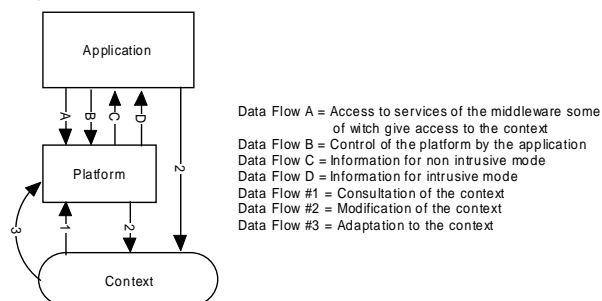 Application
A
B
C
D
2
Platform
3
1
2
Context
Data Flow A = Access to services of the middleware some
of witch give access to the context
Data Flow B = Control of the platform by the application
Data Flow C = Information for non intrusive mode
Data Flow D = Information for intrusive mode
Data Flow #1 = Consultation of the context
Data Flow #2 = Modification of the context
Data Flow #3 = Adaptation to the context